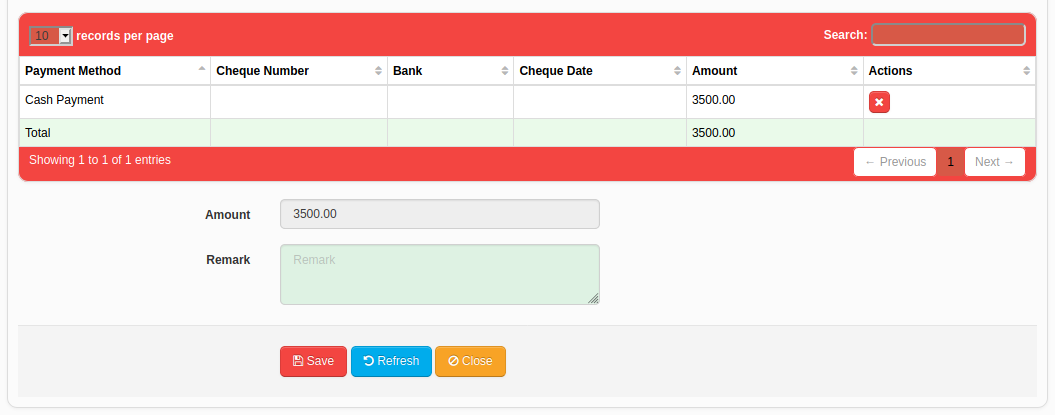 10 records per page Search:
Payment Method Cheque Number Bank Cheque Date Amount Actions
Cash Payment 3500.00
Total 3500.00
Showing 1 to 1 of 1 entries ← Previous 1 Next →
Amount 3500.00
Remark Remark
Save Refresh Close